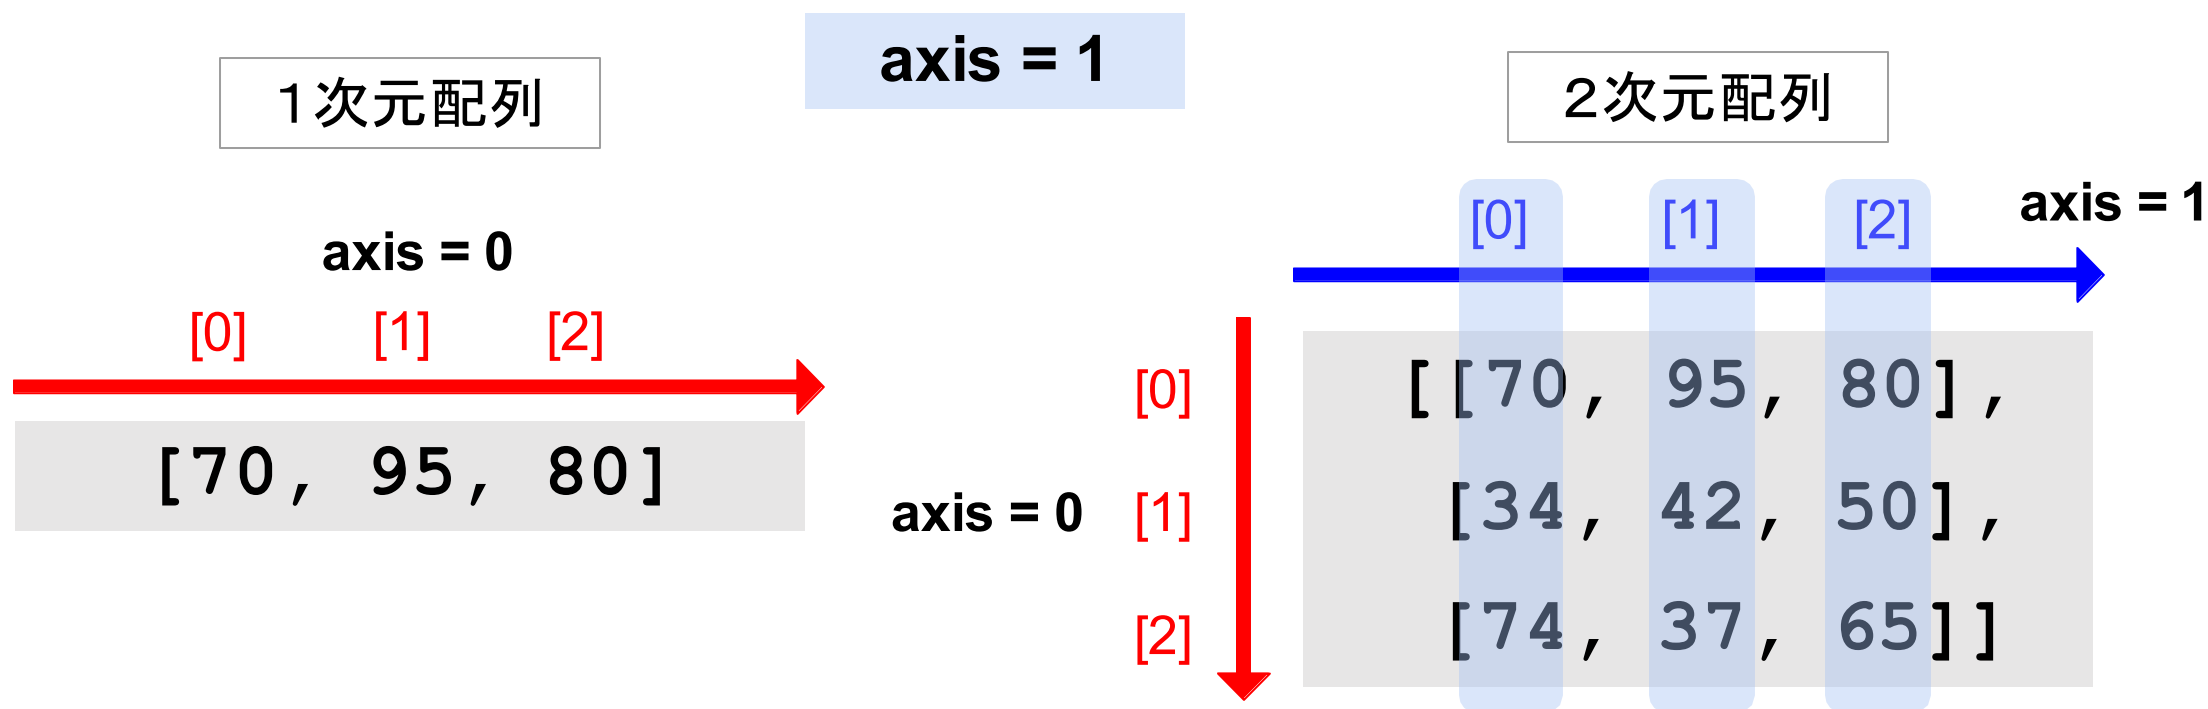 axis = 1
１次元配列
axis = 0
[0] [1] [2]
[70, 95, 80]
２次元配列
axis = 1
[0] [1] [2]
axis = 0
[0]
[1]
[2]
[[70, 95, 80],
[34, 42, 50],
[74, 37, 65]]